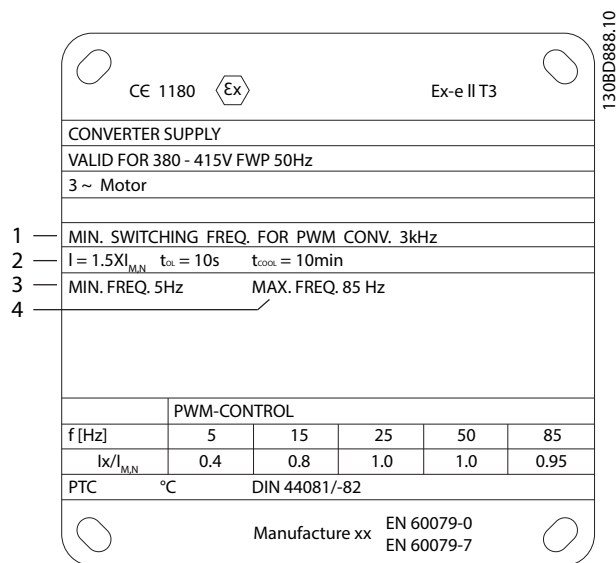 130BD888.10
CE 1180 Ex Ex-e ll T3
CONVERTER SUPPLY
VALID FOR 380 - 415V FWP 50Hz
3 ~ Motor
1 MIN. SWITCHING FREQ. FOR PWM CONV. 3kHz
2 l = 1.5XI_M,N t_OL = 10s t_COOL = 10min
3 MIN. FREQ. 5Hz MAX. FREQ. 85 Hz
4
PWM-CONTROL
f [Hz] 5 15 25 50 85
Ix/I_M,N 0.4 0.8 1.0 1.0 0.95
PTC °C DIN 44081/-82
Manufacture xx EN 60079-0
EN 60079-7